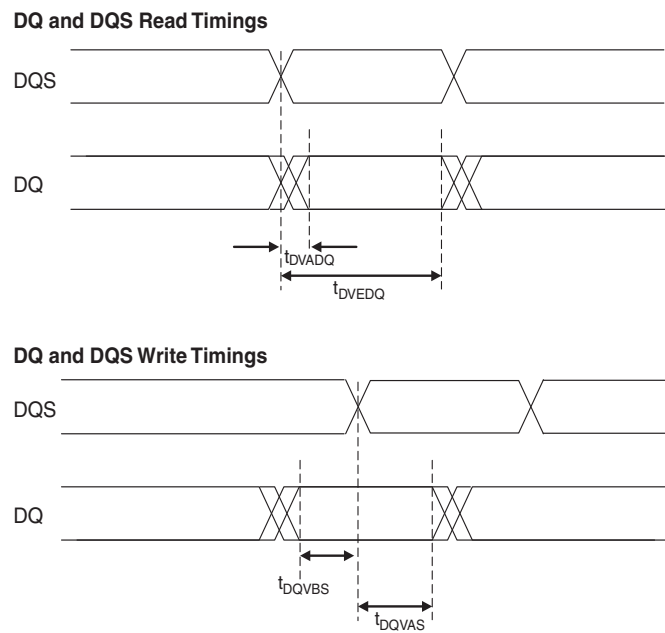 DQ and DQS Read Timings
DQS
DQ
tDVADQ
tDVEDQ
DQ and DQS Write Timings
DQS
DQ
tDQVBS
tDQVAS